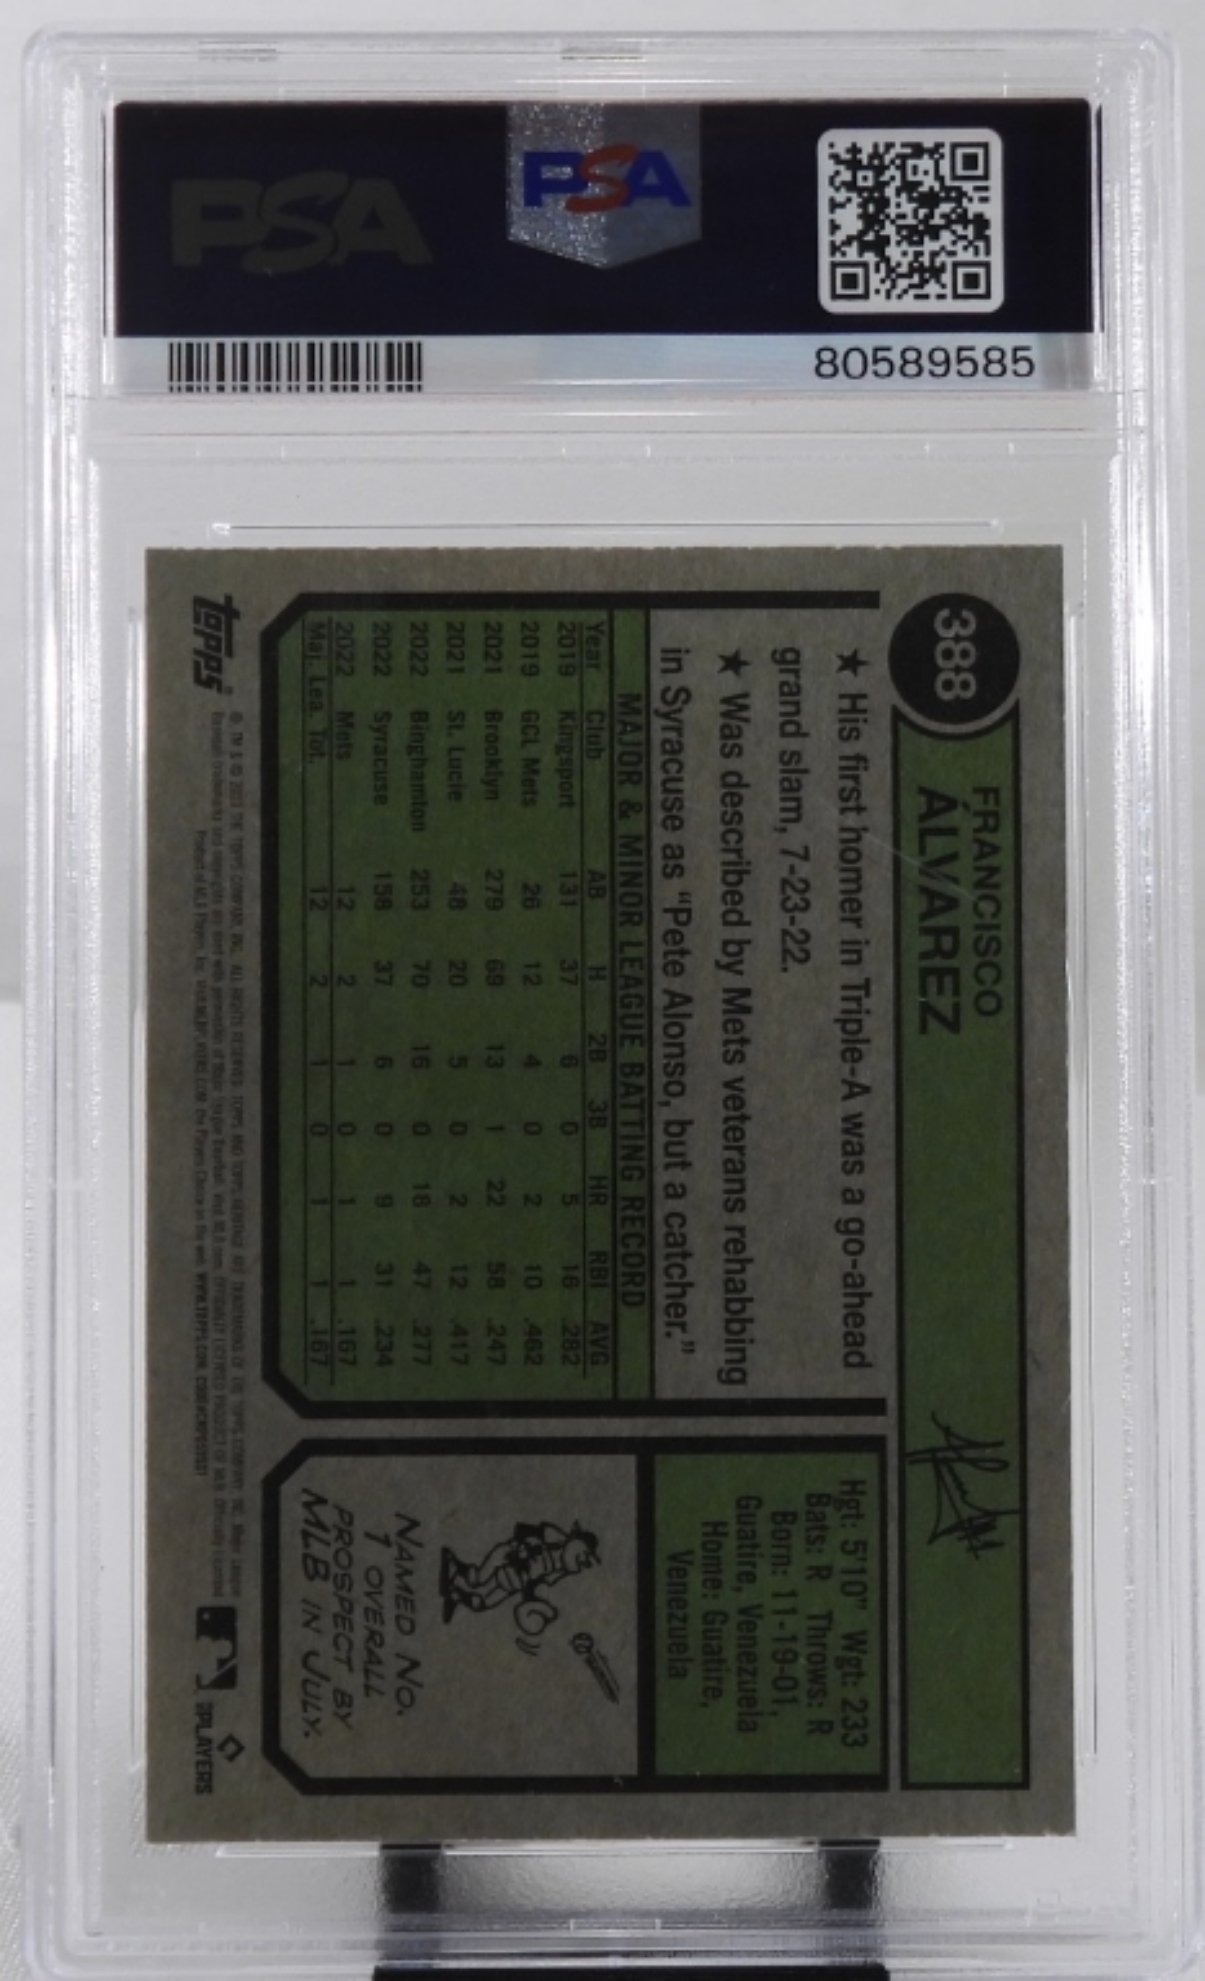 PSA
PSA
80589585
388
FRANCISCO
ÁLVAREZ
★ His first homer in Triple-A was a go-ahead
grand slam, 7-23-22.
★ Was described by Mets veterans rehabbing
in Syracuse as “Pete Alonso, but a catcher.”
MAJOR & MINOR LEAGUE BATTING RECORD
Year Club AB H 2B 3B HR RBI AVG
2019 Kingsport 131 37 6 0 5 16 .282
2019 GCL Mets 26 12 4 0 2 10 .462
2021 Brooklyn 279 69 13 1 22 58 .247
2021 St. Lucie 48 20 5 0 2 12 .417
2022 Binghamton 253 70 16 0 18 47 .277
2022 Syracuse 158 37 6 0 9 31 .234
2022 Mets 12 2 1 0 1 1 .167
Maj. Lea. Tot. 12 2 1 0 1 1 .167
Hgt: 5'10" Wgt: 233
Bats: R Throws: R
Born: 11-19-01,
Guatire, Venezuela
Home: Guatire,
Venezuela
NAMED NO.
1 OVERALL
PROSPECT BY
MLB IN JULY.
topps®
PLAYERS